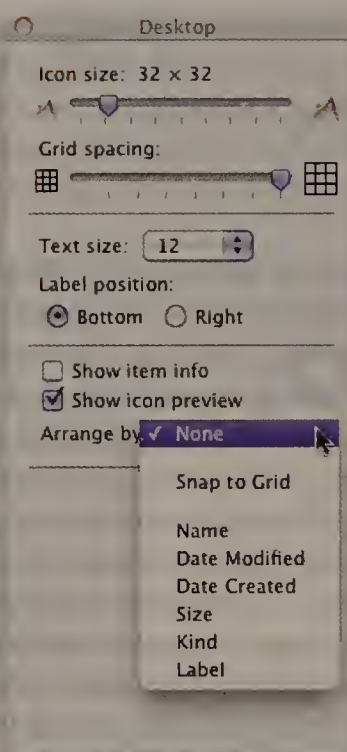 Desktop
Icon size: 32 × 32
Grid spacing:
Text size: 12
Label position:
Bottom Right
Show item info
Show icon preview
Arrange by ✓ None
Snap to Grid
Name
Date Modified
Date Created
Size
Kind
Label